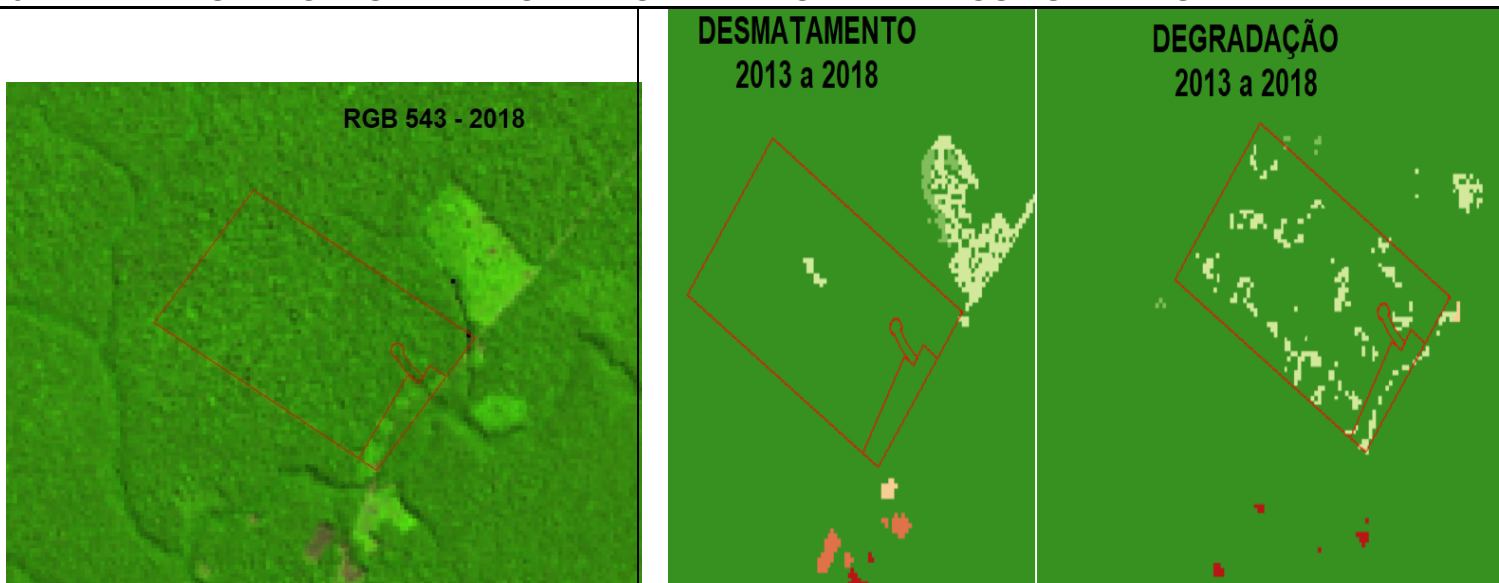 RGB 543 - 2018
DESMATAMENTO
2013 a 2018
DEGRADAÇÃO
2013 a 2018